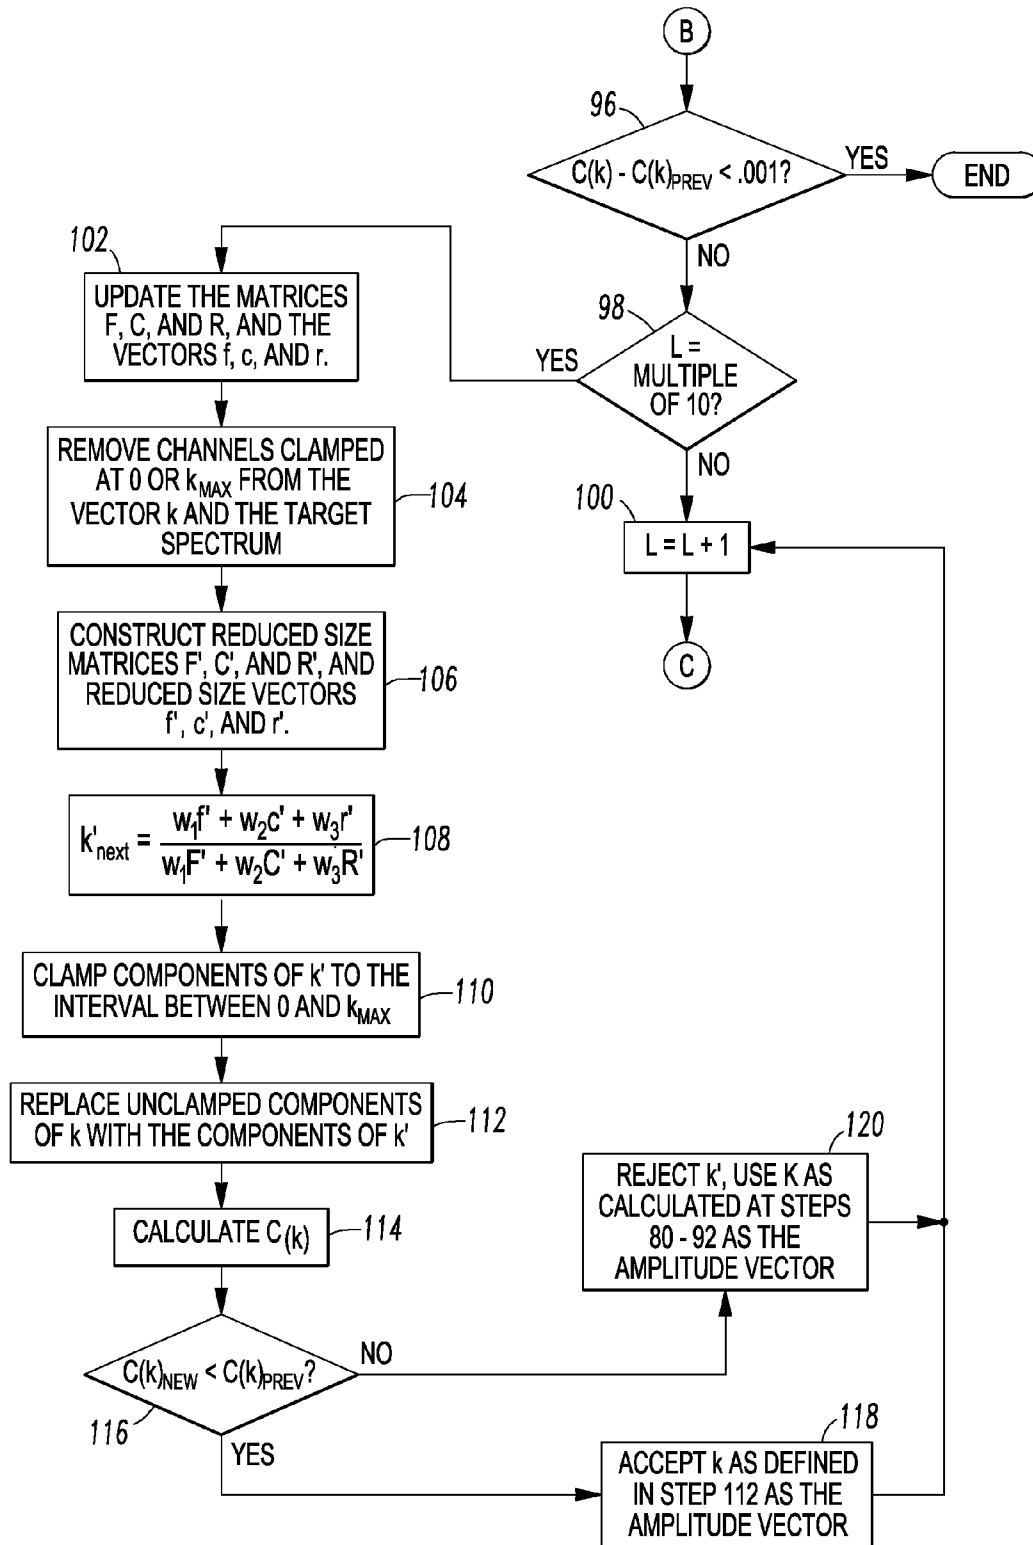 B
96
C(k) - C(k)PREV < .001?
YES
END
NO
98
L =
MULTIPLE
OF 10?
YES
NO
100
L = L + 1
C
102
UPDATE THE MATRICES
F, C, AND R, AND THE
VECTORS f, c, AND r.
REMOVE CHANNELS CLAMPED
AT 0 OR kMAX FROM THE
VECTOR k AND THE TARGET
SPECTRUM
104
CONSTRUCT REDUCED SIZE
MATRICES F', C', AND R', AND
REDUCED SIZE VECTORS
f', c', AND r'.
106
k'next = w1f' + w2c' + w3r'
w1F' + w2C' + w3R'
108
CLAMP COMPONENTS OF k' TO THE
INTERVAL BETWEEN 0 AND kMAX
110
REPLACE UNCLAMPED COMPONENTS
OF k WITH THE COMPONENTS OF k'
112
CALCULATE C(k)
114
C(k)NEW < C(k)PREV?
116
NO
YES
120
REJECT k', USE K AS
CALCULATED AT STEPS
80 - 92 AS THE
AMPLITUDE VECTOR
118
ACCEPT k AS DEFINED
IN STEP 112 AS THE
AMPLITUDE VECTOR